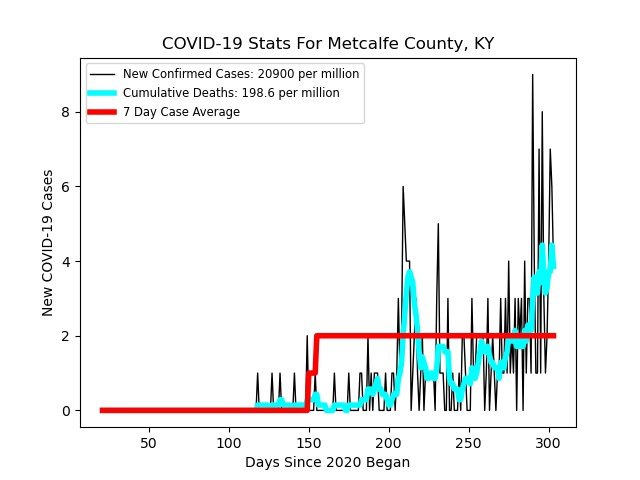 COVID-19 Stats For Metcalfe County, KY
New Confirmed Cases: 20900 per million
Cumulative Deaths: 198.6 per million
7 Day Case Average
New COVID-19 Cases
8
6
4
2
0
50 100 150 200 250 300
Days Since 2020 Began